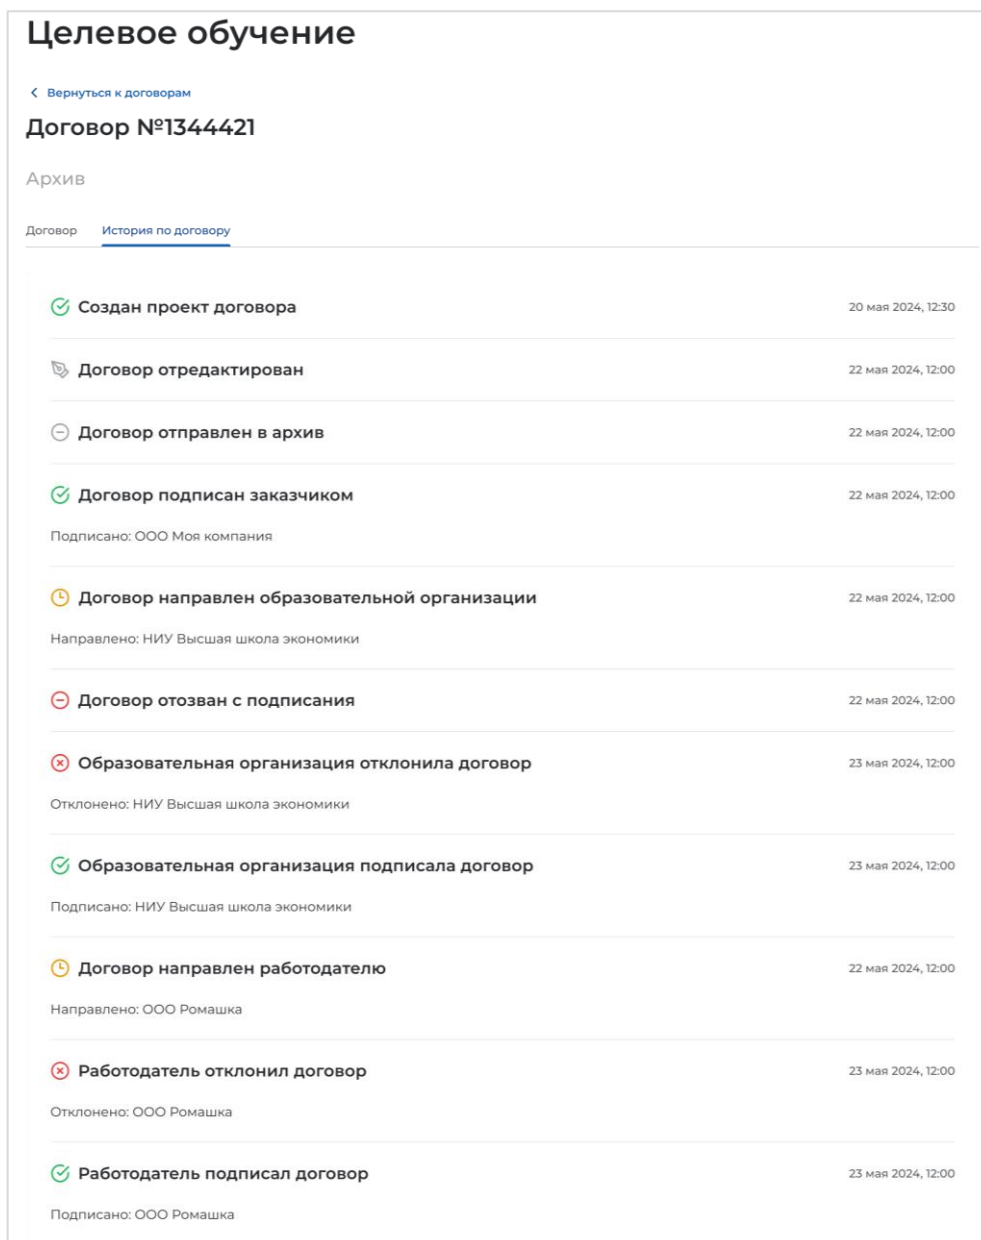 Целевое обучение
Вернуться к договорам
Договор №1344421
Архив
Договор История по договору
Создан проект договора 20 мая 2024, 12:30
Договор отредактирован 22 мая 2024, 12:00
Договор отправлен в архив 22 мая 2024, 12:00
Договор подписан заказчиком 22 мая 2024, 12:00
Подписано: ООО Моя компания
Договор направлен образовательной организации 22 мая 2024, 12:00
Направлено: НИУ Высшая школа экономики
Договор отозван с подписания 22 мая 2024, 12:00
Образовательная организация отклонила договор 23 мая 2024, 12:00
Отклонено: НИУ Высшая школа экономики
Образовательная организация подписала договор 23 мая 2024, 12:00
Подписано: НИУ Высшая школа экономики
Договор направлен работодателю 22 мая 2024, 12:00
Направлено: ООО Ромашка
Работодатель отклонил договор 23 мая 2024, 12:00
Отклонено: ООО Ромашка
Работодатель подписал договор 23 мая 2024, 12:00
Подписано: ООО Ромашка